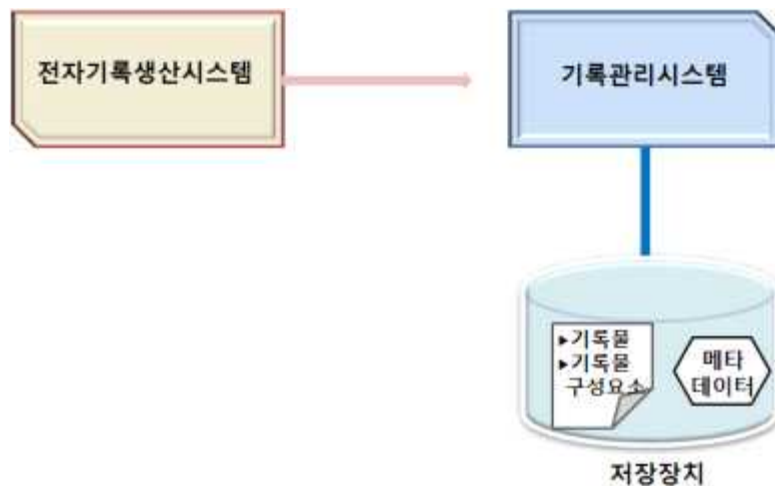 전자기록생산시스템
기록관리시스템
▸기록물
▸기록물
구성요소
메타
데이터
저장장치